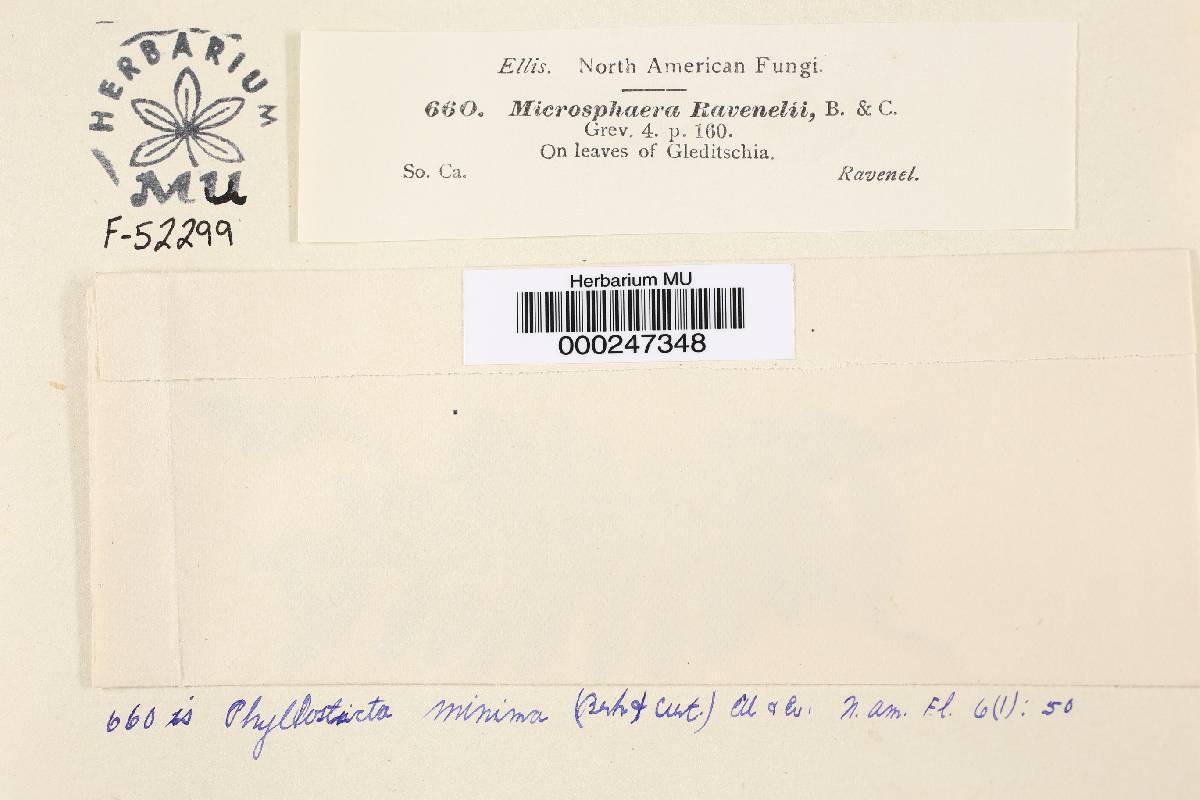 HERBARIUM
MU
F-52299
Ellis. North American Fungi.
660. Microsphaera Ravenelii, B. & C.
Grev. 4. p. 160.
On leaves of Gleditschia.
So. Ca. Ravenel.
Herbarium MU
000247348
660 is Phyllosticta minima (Berk & Curt.) Ell & Ev. N. Am. Fl. 6(1): 50